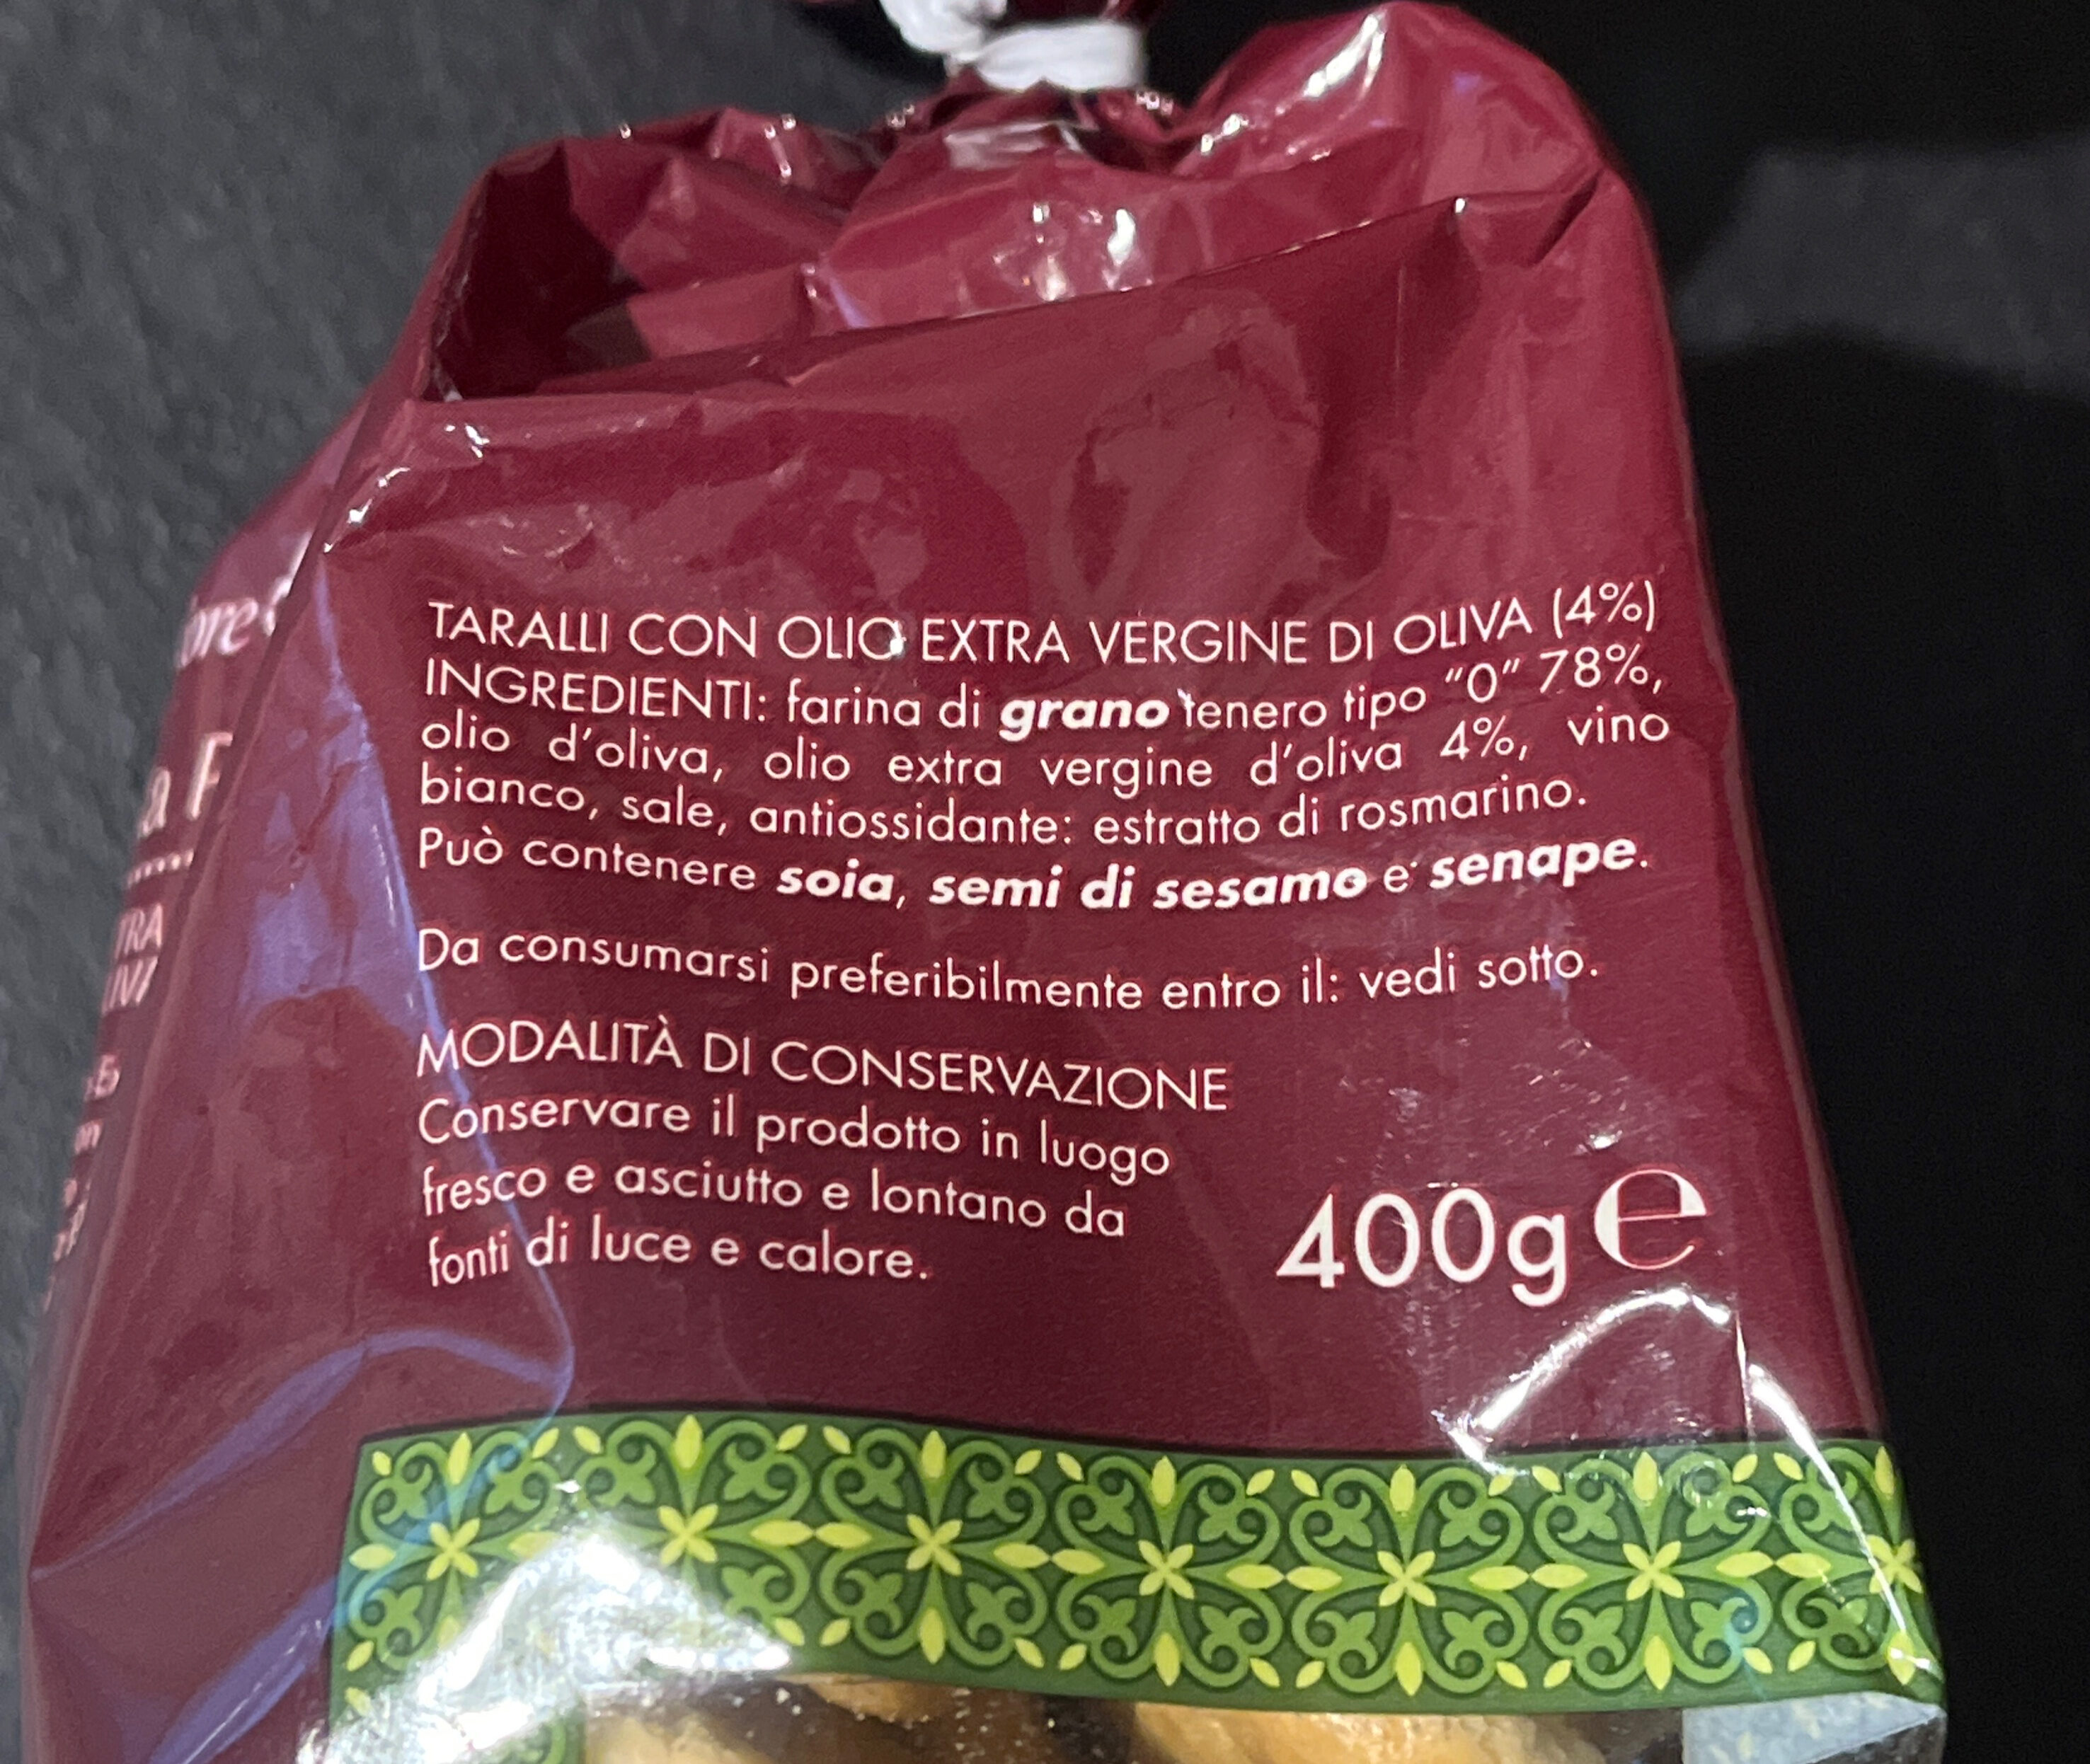 TARALLI CON OLIO EXTRA VERGINE DI OLIVA (4%)
INGREDIENTI: farina di grano tenero tipo "0" 78%,
olio d'oliva, olio extra vergine d'oliva 4%, vino
bianco, sale, antiossidante: estratto di rosmarino.
Può contenere soia, semi di sesamo e senape.
Da consumarsi preferibilmente entro il: vedi sotto.
MODALITÀ DI CONSERVAZIONE
Conservare il prodotto in luogo
fresco e asciutto e lontano da
fonti di luce e calore.
400g ℮